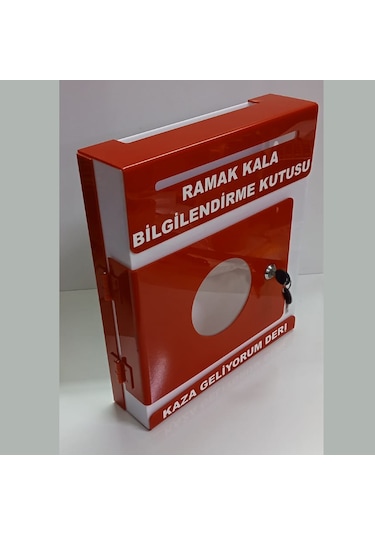 RAMAK KALA
BİLGİLENDİRME KUTUSU
KAZA GELİYORUM DERİ